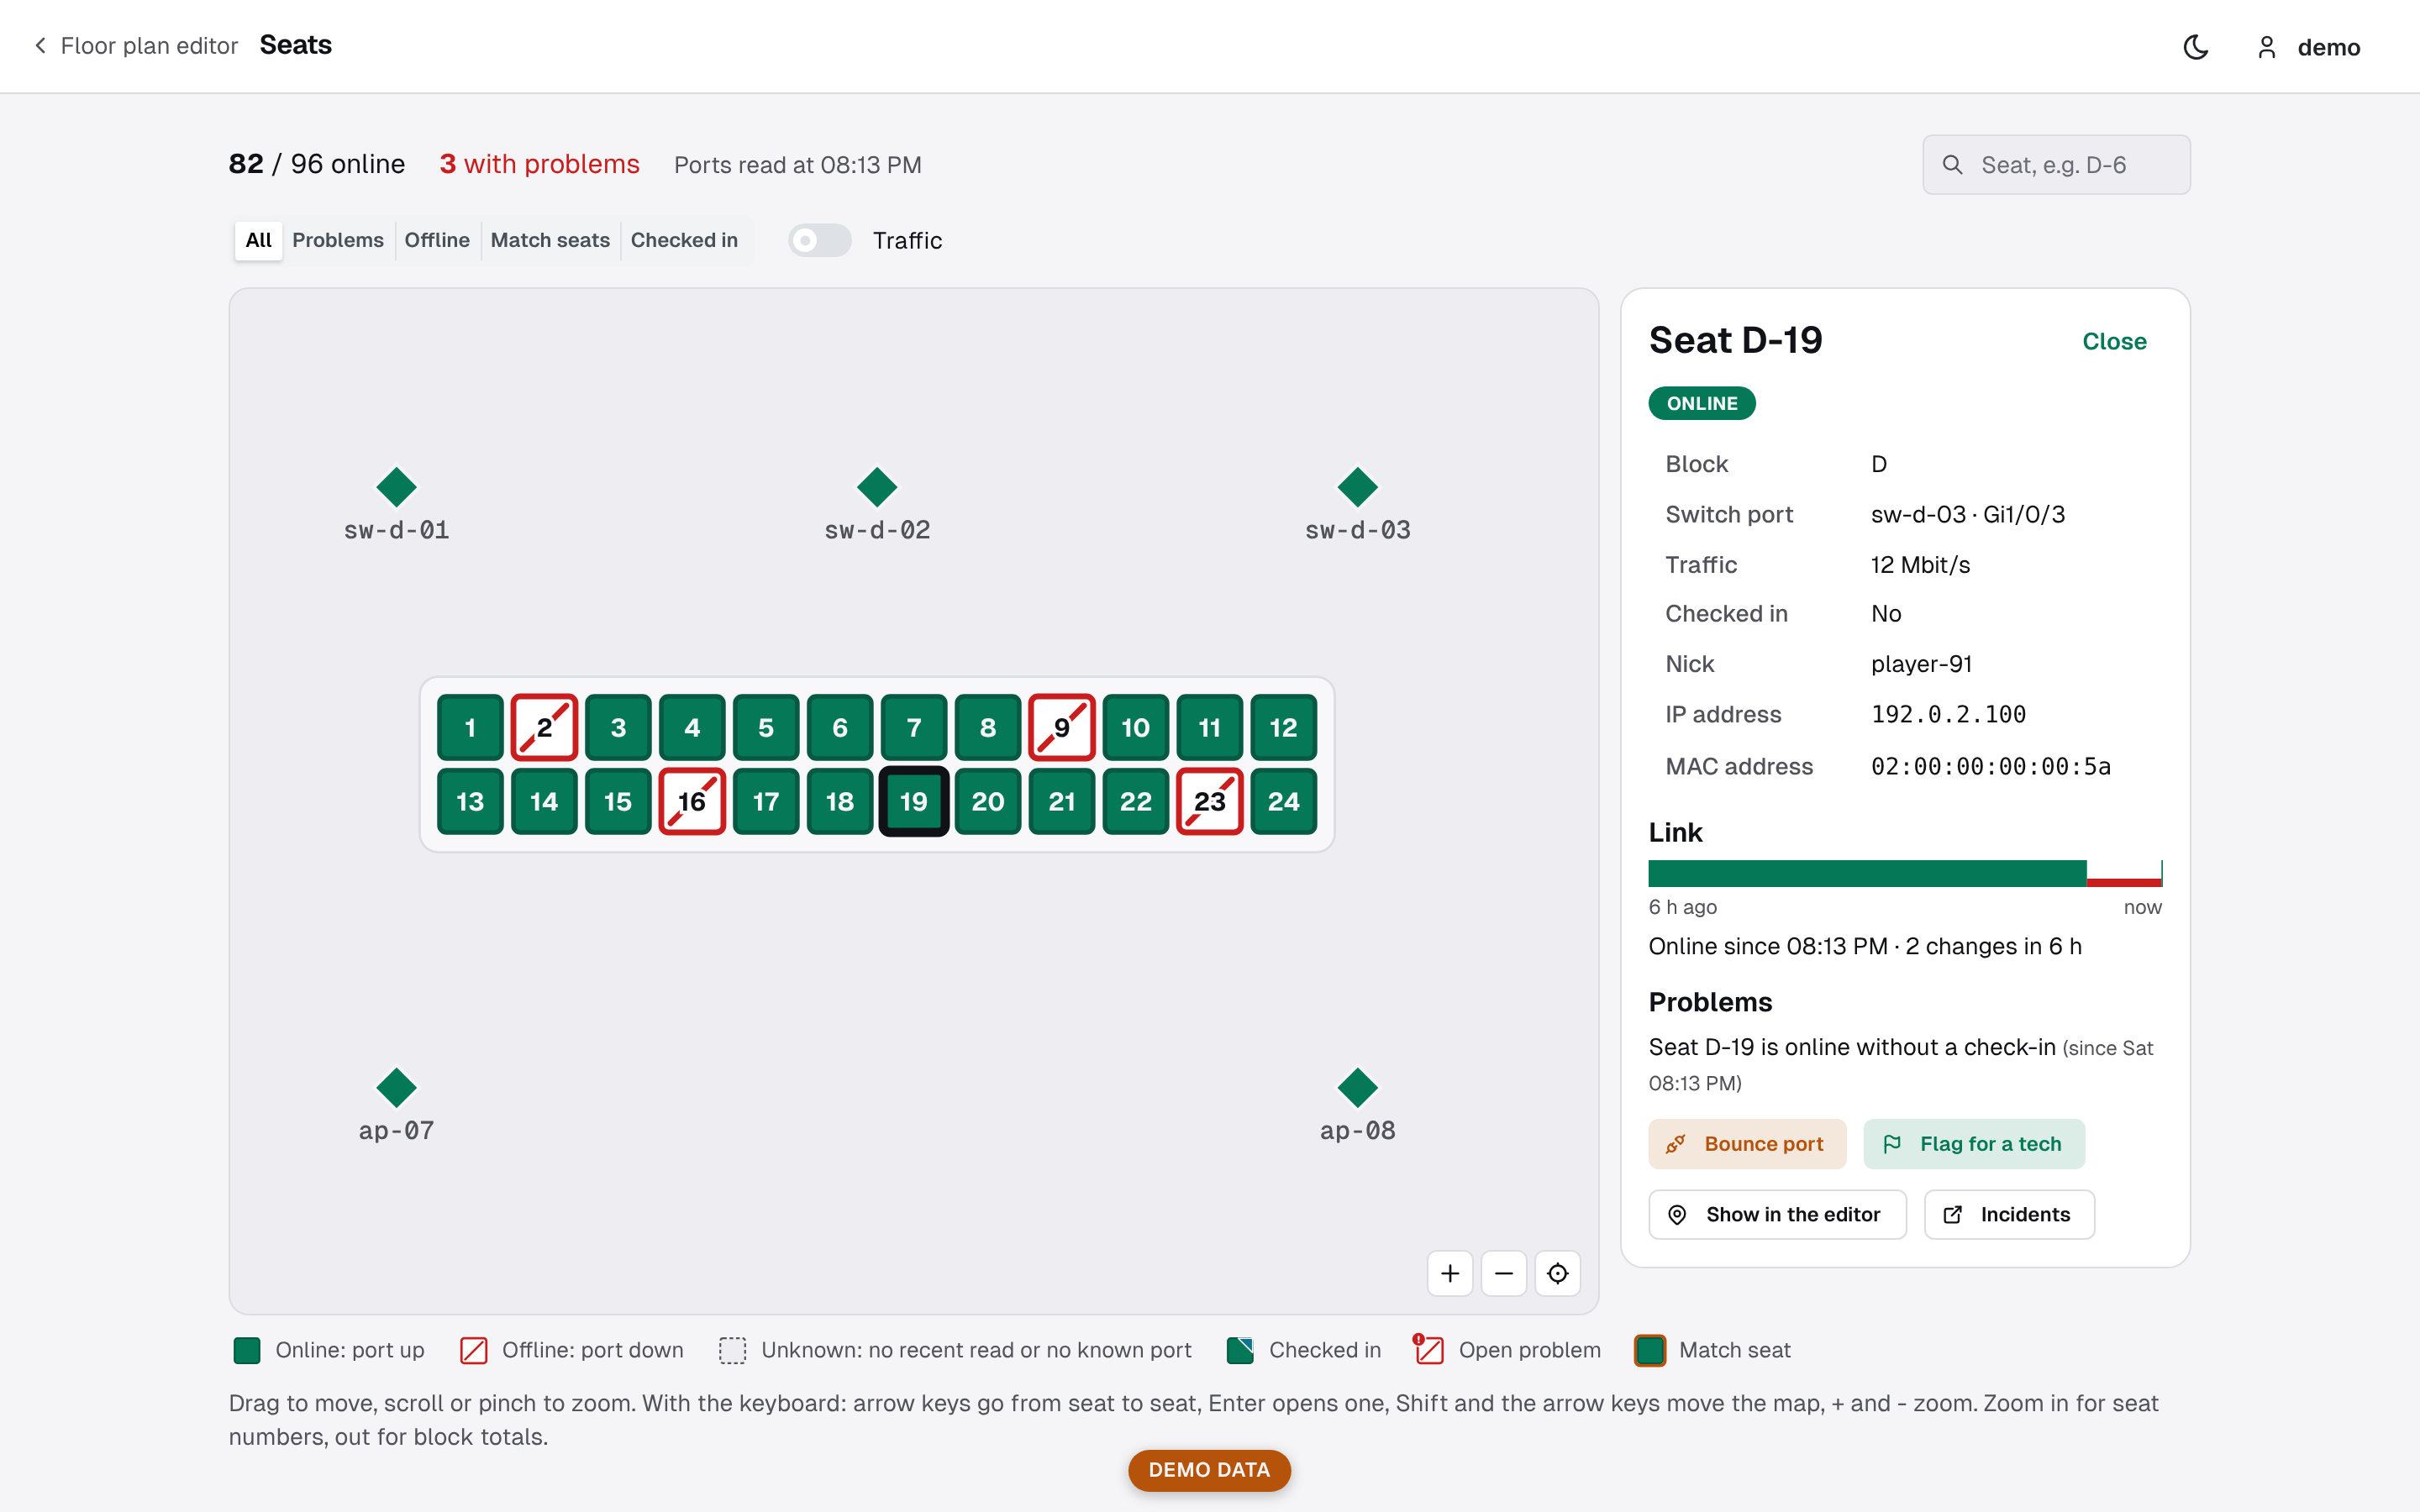 Floor plan editor Seats
demo
82 / 96 online 3 with problems Ports read at 08:13 PM
Seat, e.g. D-6
All Problems Offline Match seats Checked in Traffic
sw-d-01 sw-d-02 sw-d-03
1 2 3 4 5 6 7 8 9 10 11 12
13 14 15 16 17 18 19 20 21 22 23 24
ap-07 ap-08
Seat D-19 Close
ONLINE
Block D
Switch port sw-d-03 · Gi1/0/3
Traffic 12 Mbit/s
Checked in No
Nick player-91
IP address 192.0.2.100
MAC address 02:00:00:00:00:5a
Link
6 h ago now
Online since 08:13 PM · 2 changes in 6 h
Problems
Seat D-19 is online without a check-in (since Sat
08:13 PM)
Bounce port Flag for a tech
Show in the editor Incidents
Online: port up Offline: port down Unknown: no recent read or no known port Checked in Open problem Match seat
Drag to move, scroll or pinch to zoom. With the keyboard: arrow keys go from seat to seat, Enter opens one, Shift and the arrow keys move the map, + and - zoom. Zoom in for seat
numbers, out for block totals.
DEMO DATA